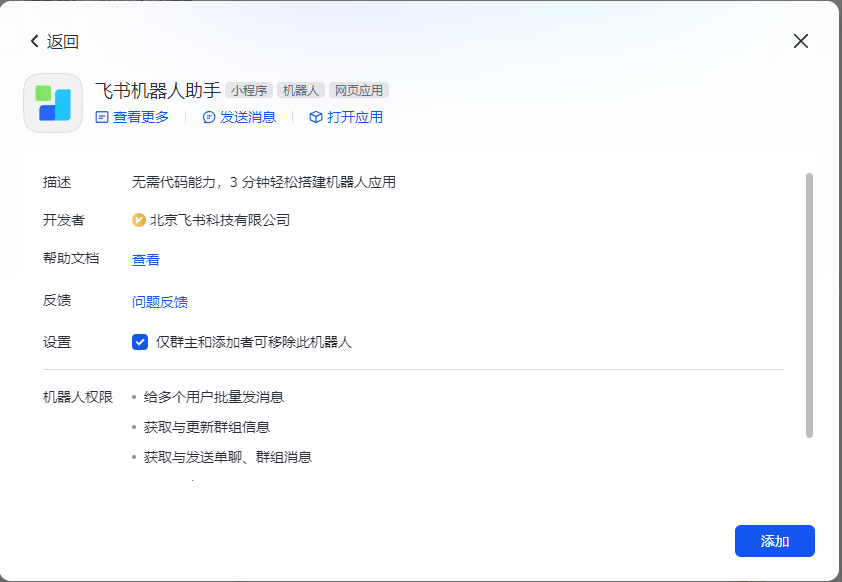 返回
飞书机器人助手 小程序 机器人 网页应用
查看更多 发送消息 打开应用
描述 无需代码能力，3 分钟轻松搭建机器人应用
开发者 北京飞书科技有限公司
帮助文档 查看
反馈 问题反馈
设置 仅群主和添加者可移除此机器人
机器人权限 • 给多个用户批量发消息
• 获取与更新群组信息
• 获取与发送单聊、群组消息
添加